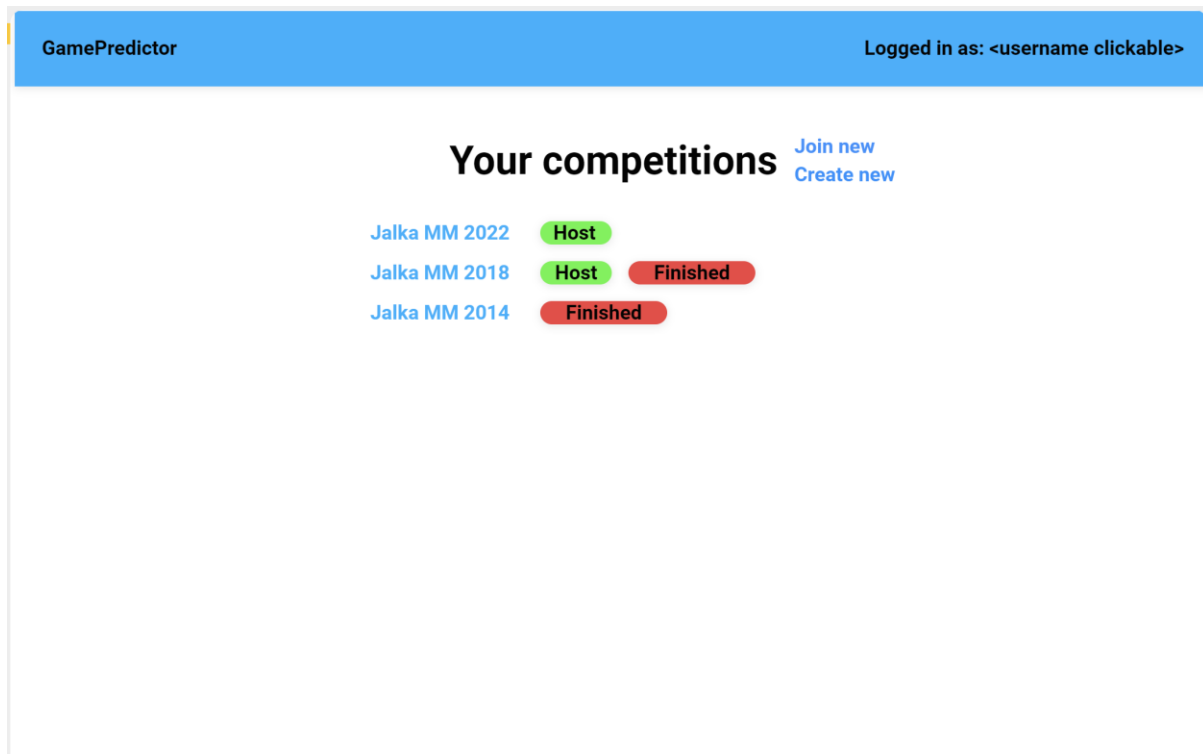 GamePredictor
Logged in as: <username clickable>
Your competitions
Join new
Create new
Jalka MM 2022 Host
Jalka MM 2018 Host Finished
Jalka MM 2014 Finished